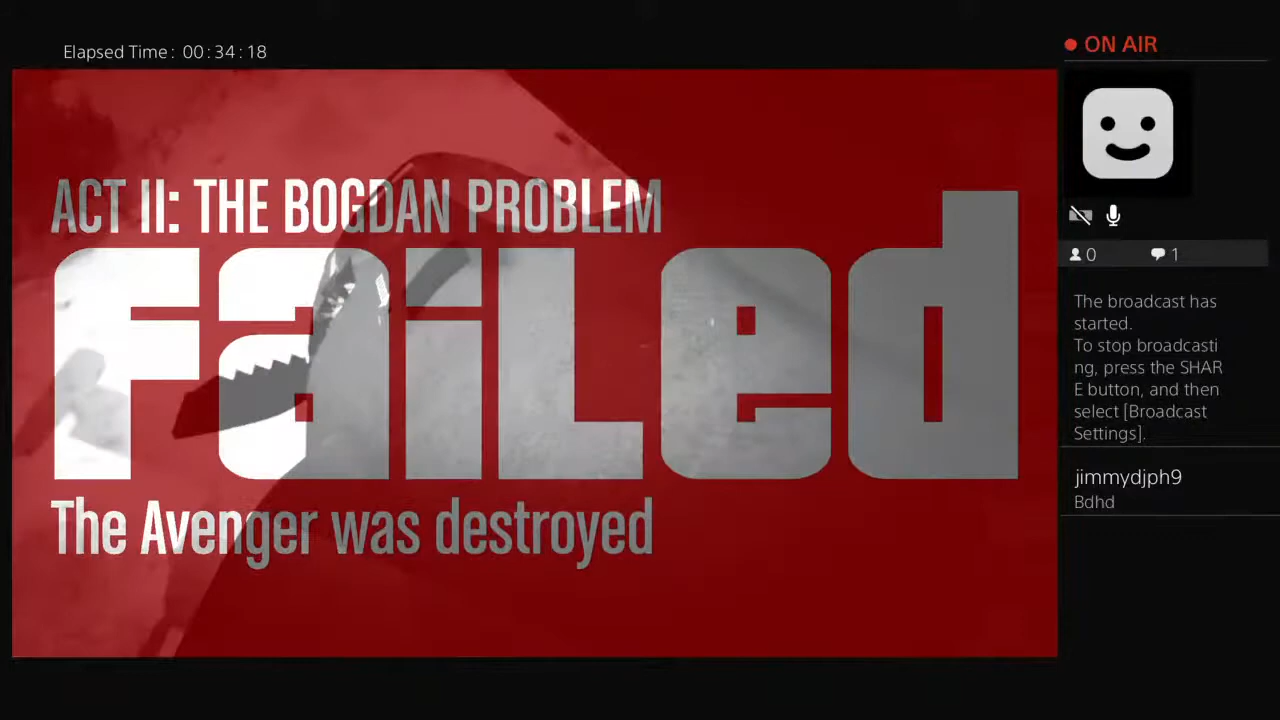 Elapsed Time: 00:34:18
ON AIR
ACT II: THE BOGDAN PROBLEM
FaiLed
The Avenger was destroyed
0
1
The broadcast has
started.
To stop broadcasti
ng, press the SHAR
E button, and then
select [Broadcast
Settings].
jimmydjph9
Bdhd